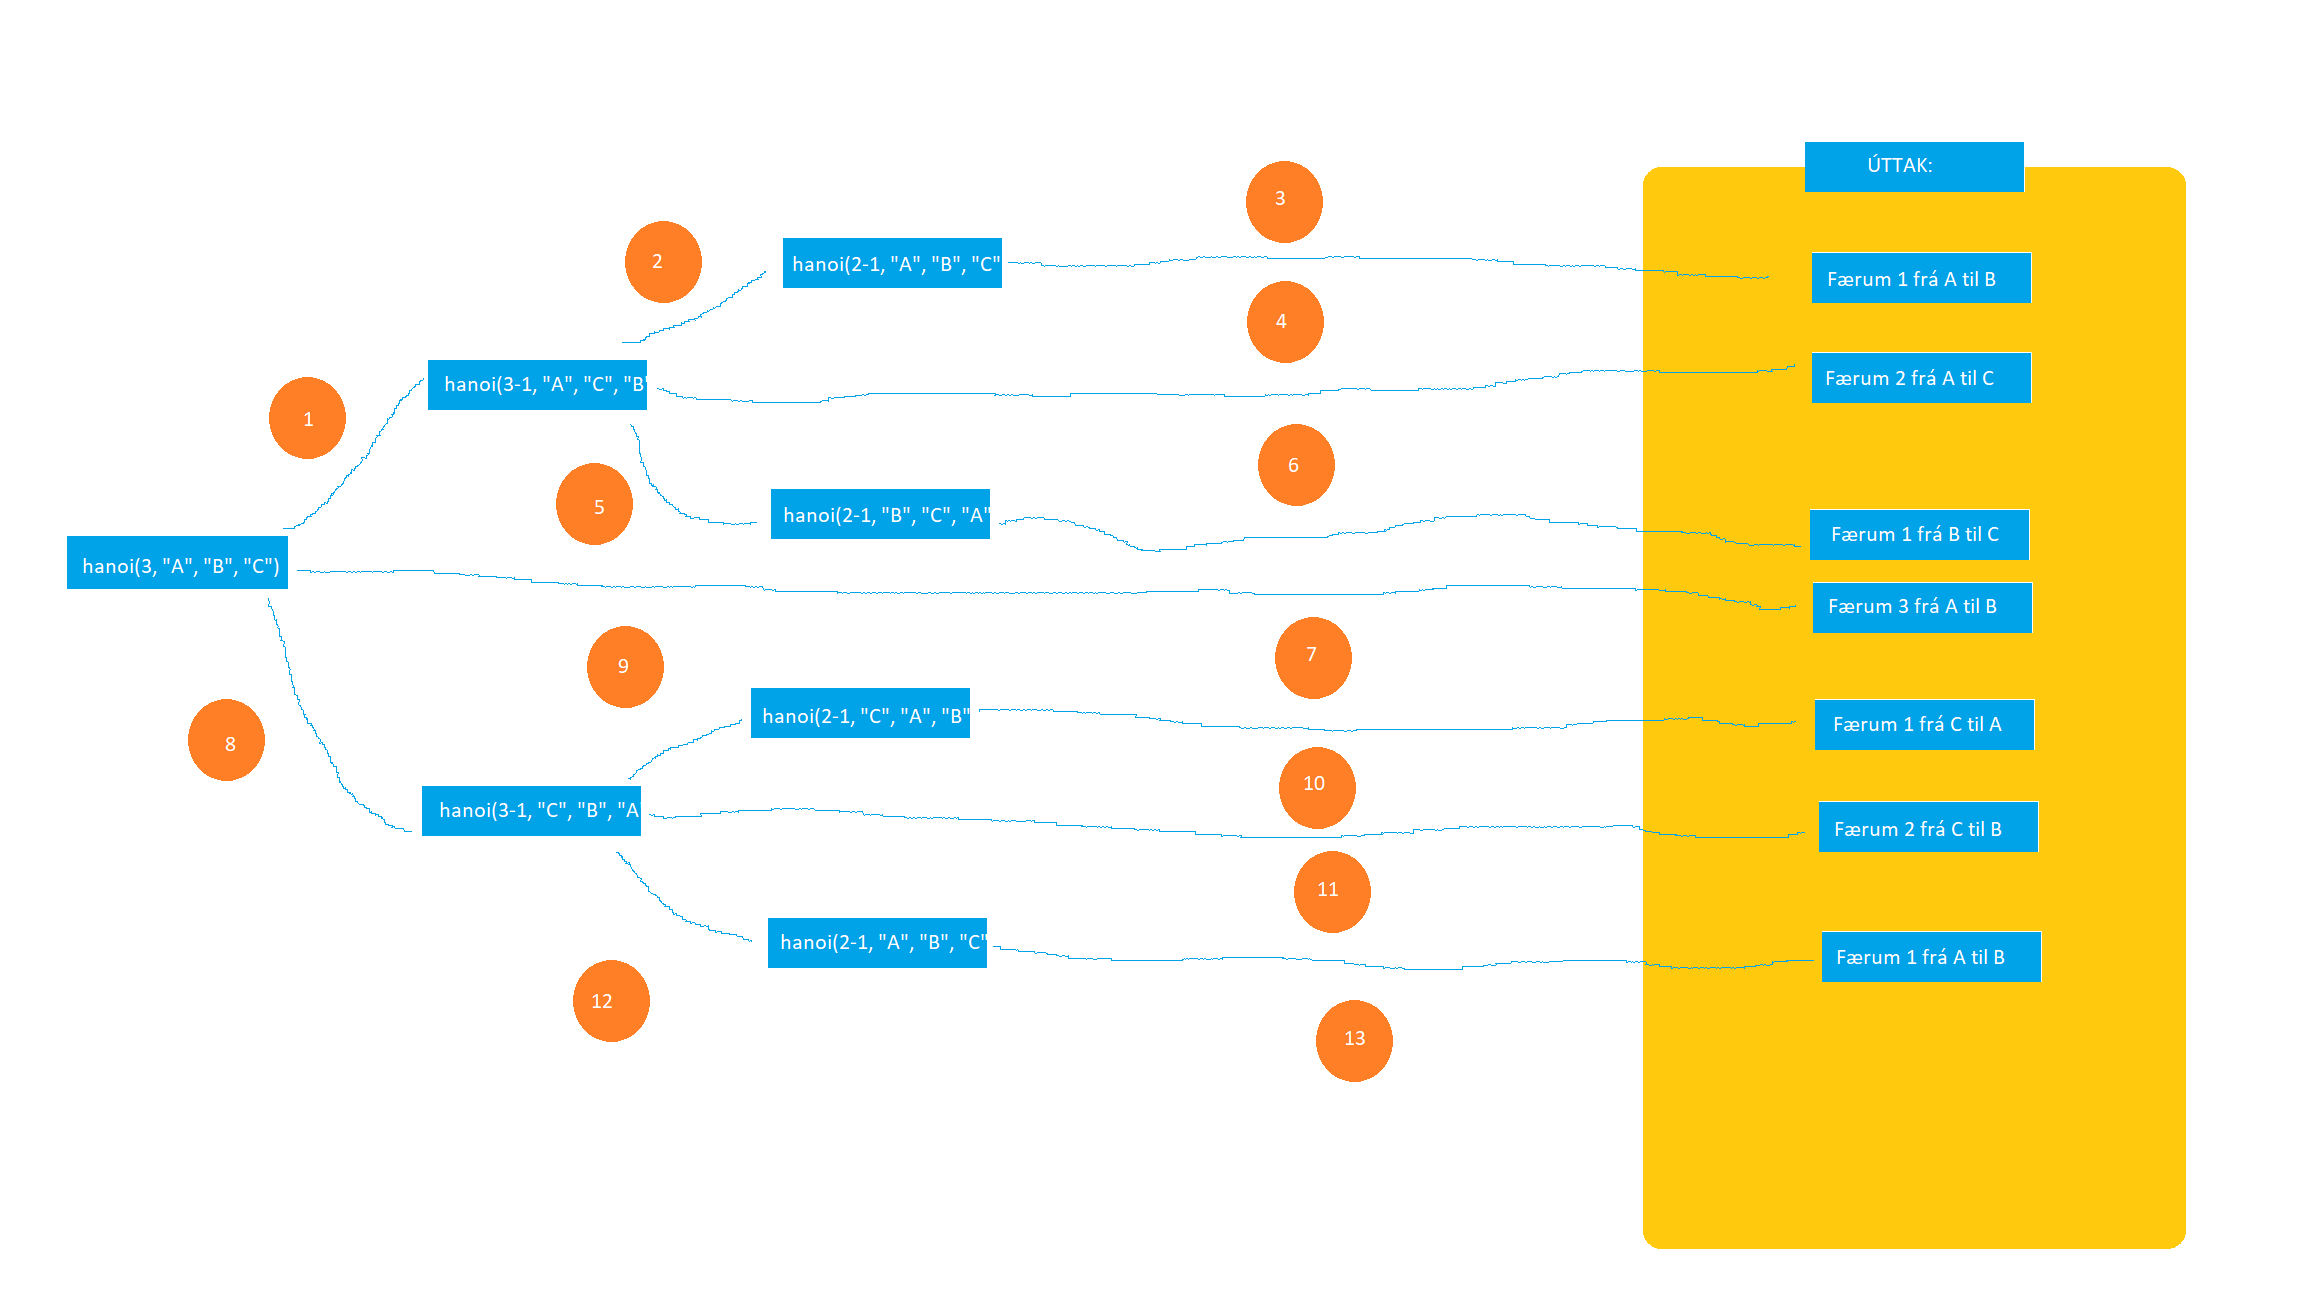 ÚTTAK:
3
2
hanoi(2-1, "A", "B", "C"
Færum 1 frá A til B
4
hanoi(3-1, "A", "C", "B"
Færum 2 frá A til C
1
6
5
hanoi(2-1, "B", "C", "A"
Færum 1 frá B til C
hanoi(3, "A", "B", "C")
Færum 3 frá A til B
7
9
hanoi(2-1, "C", "A", "B"
Færum 1 frá C til A
8
10
hanoi(3-1, "C", "B", "A"
Færum 2 frá C til B
11
hanoi(2-1, "A", "B", "C"
Færum 1 frá A til B
12
13